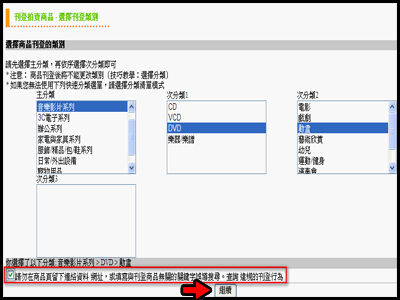 刊登拍賣商品 - 選擇刊登類別
選擇商品刊登的類別
請先選擇主分類，再依序選擇次分類即可
*注意： 商品刊登後將不能更改類別（技巧教學：選擇分類）
*如果您無法使用下列快速分類選單，請選擇分類清單模式
主分類
音樂影片系列
3C電子系列
辦公系列
家電與家具系列
服飾/精品/包/鞋系列
日常/外出設備
寵物用品
次分類1
CD
VCD
DVD
樂器/樂譜
次分類2
電影
戲劇
動畫
藝術欣賞
幼兒
運動/健身
演奏會
次分類3
你選擇了以下分類: 音樂影片系列 > DVD > 動畫
請勿在商品頁留下連絡資料 網址，或填寫與刊登商品無關的關鍵字誤導搜尋。查詢 違規的刊登行為
繼續